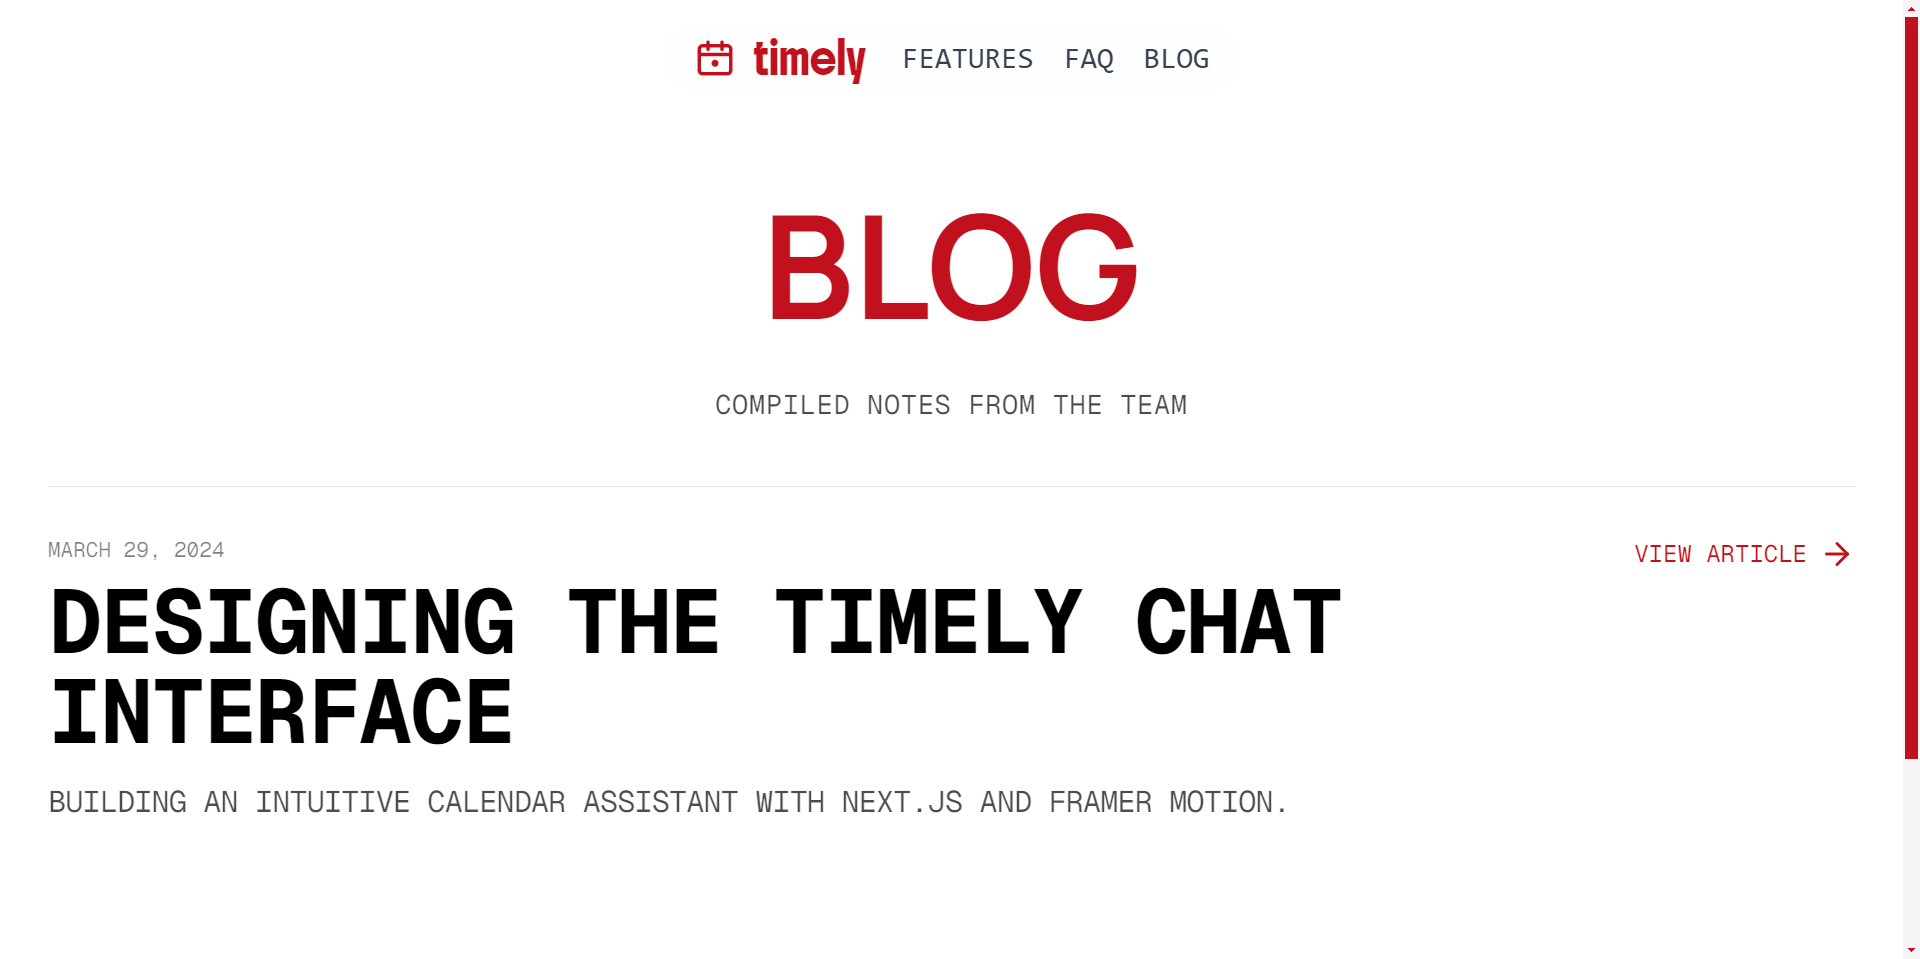 timely FEATURES FAQ BLOG
BLOG
COMPILED NOTES FROM THE TEAM
MARCH 29, 2024
VIEW ARTICLE
DESIGNING THE TIMELY CHAT
INTERFACE
BUILDING AN INTUITIVE CALENDAR ASSISTANT WITH NEXT.JS AND FRAMER MOTION.